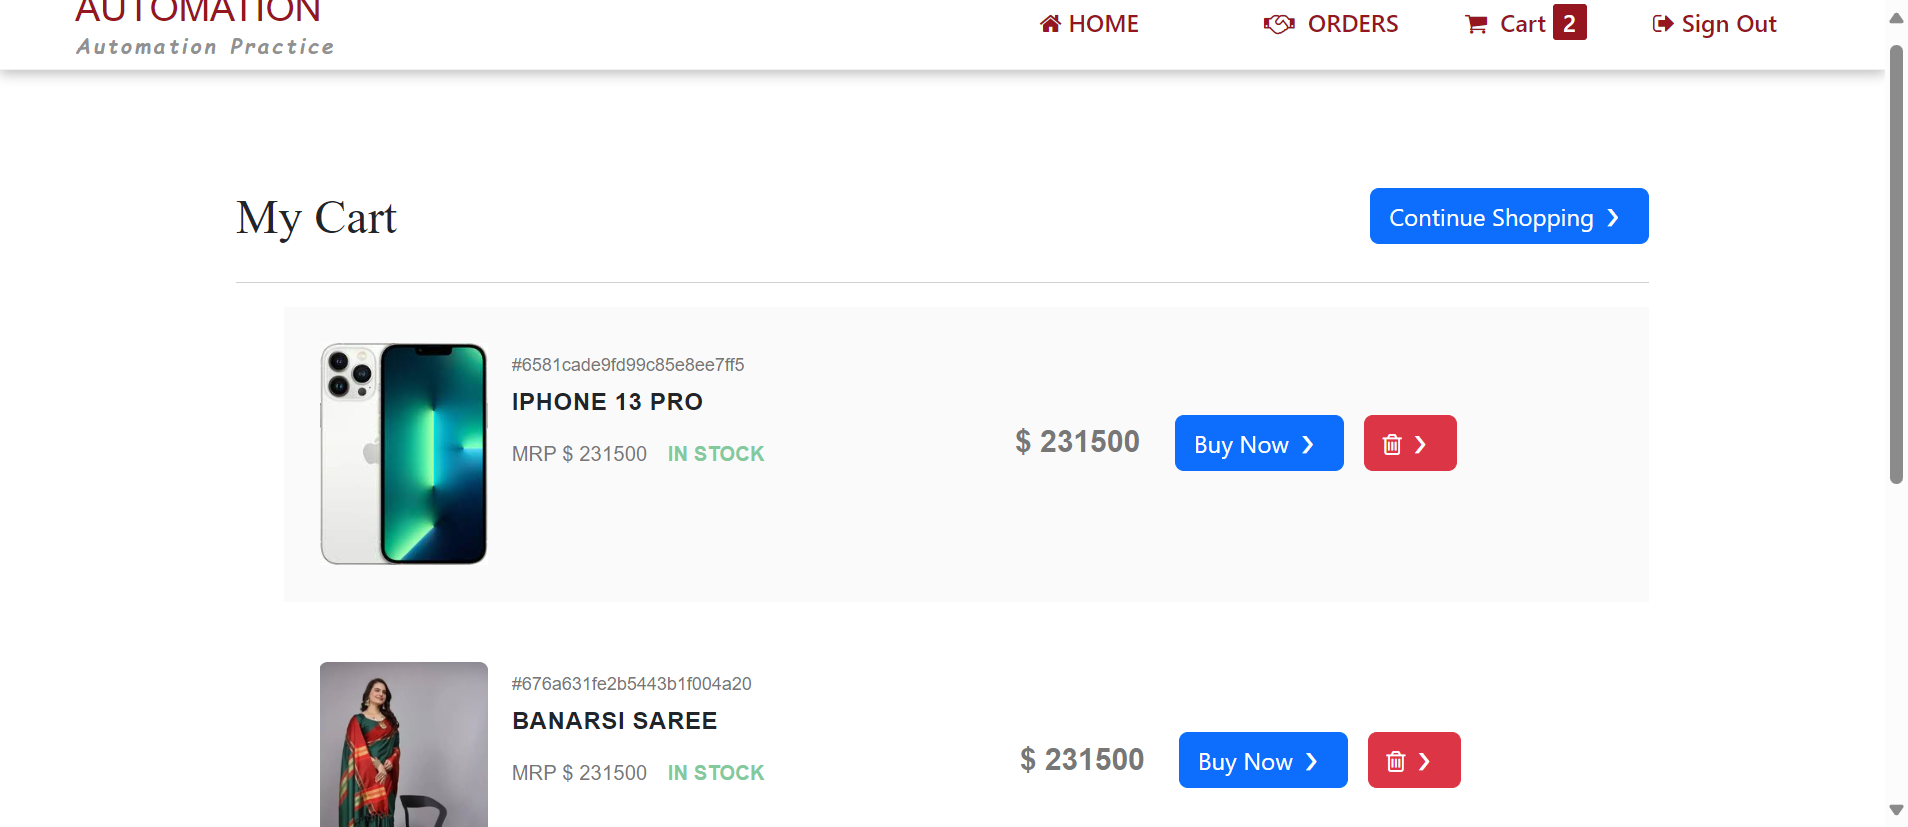 AUTOMATION
Automation Practice
HOME
ORDERS
Cart 2
Sign Out
My Cart
Continue Shopping
#6581cade9fd99c85e8ee7ff5
IPHONE 13 PRO
MRP $ 231500 IN STOCK
$ 231500
Buy Now
#676a631fe2b5443b1f004a20
BANARSI SAREE
MRP $ 231500 IN STOCK
$ 231500
Buy Now